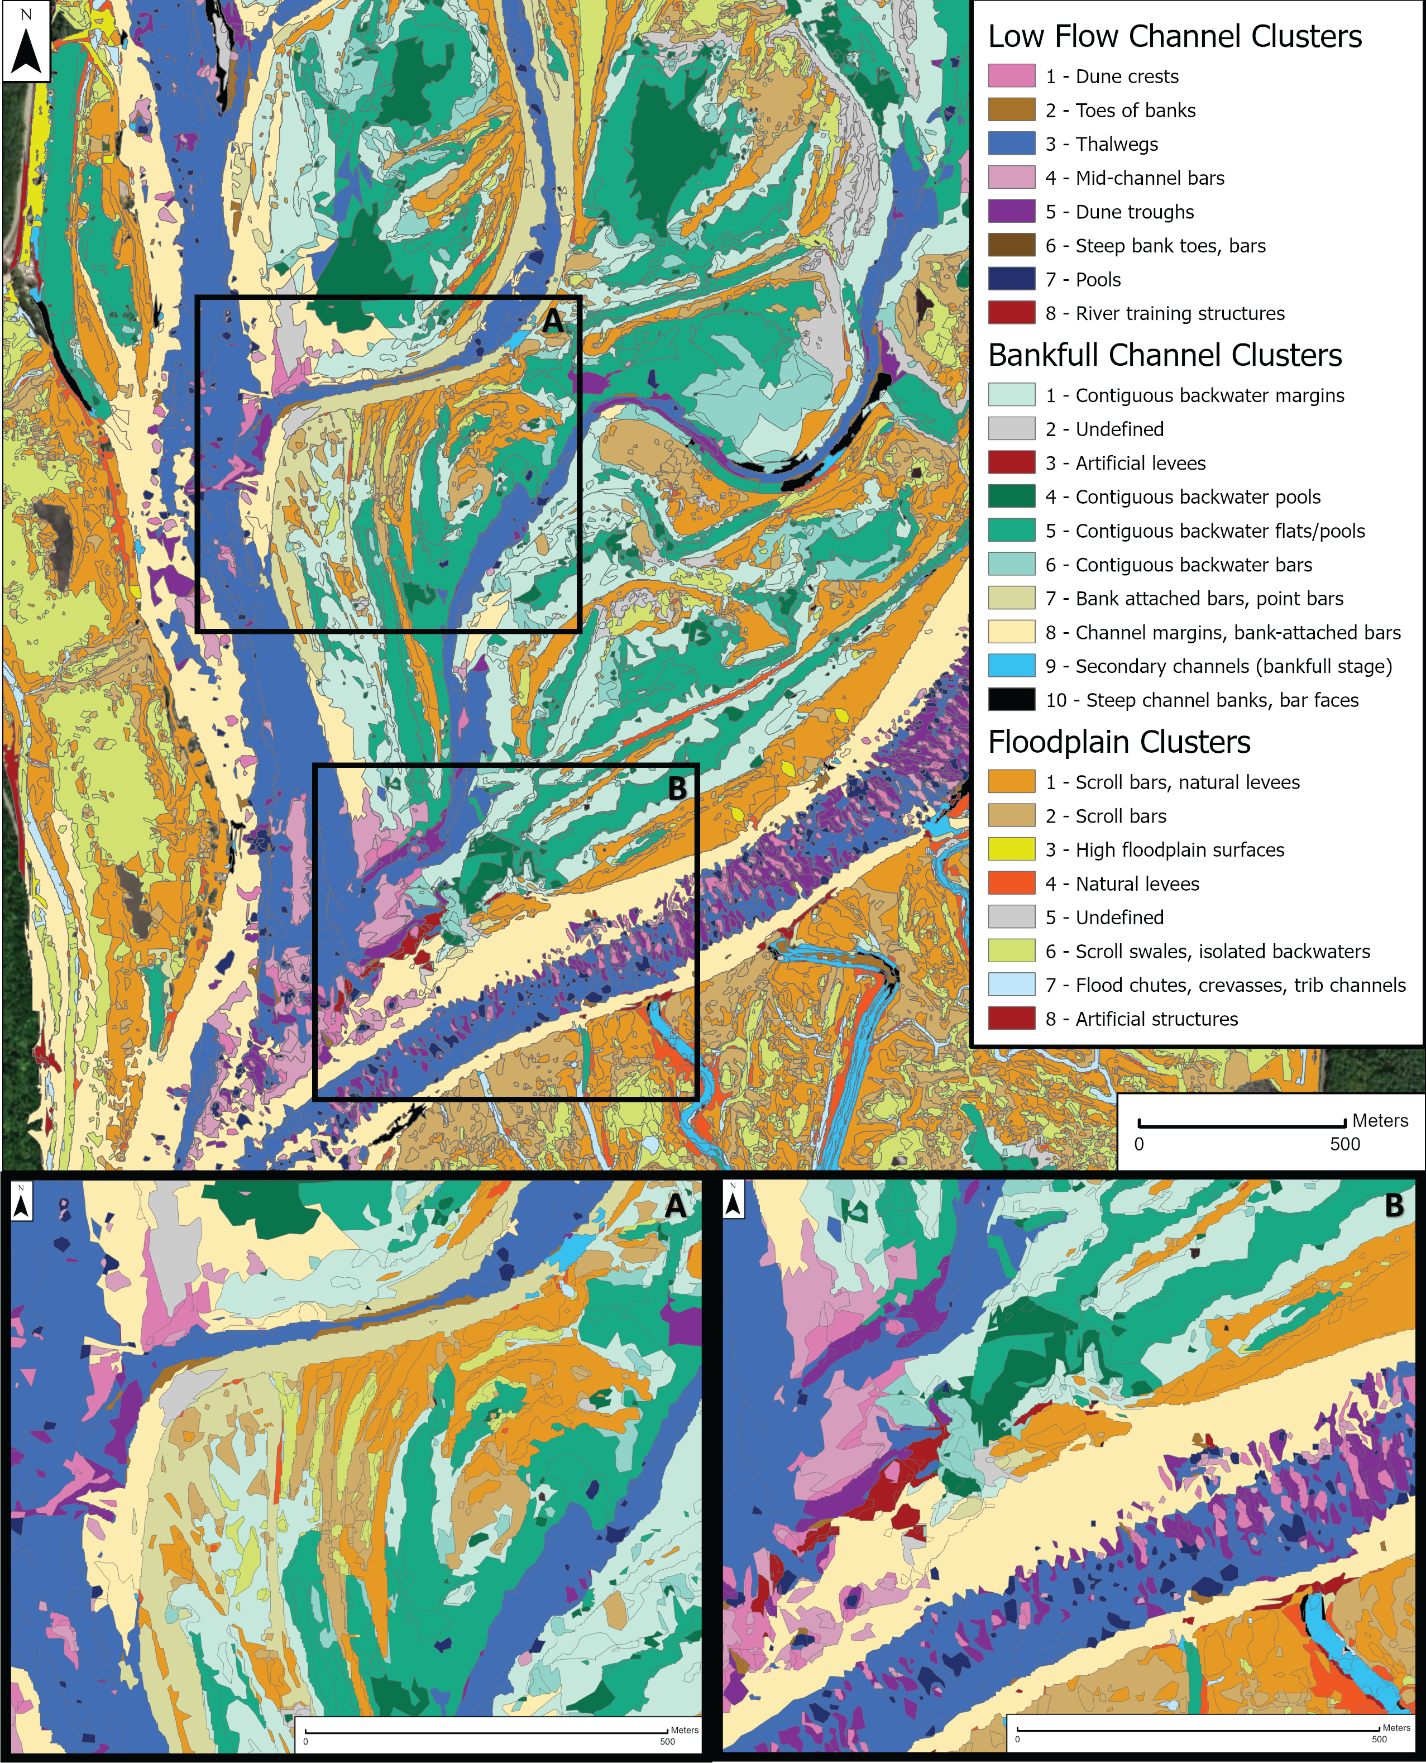 N
A
B
Low Flow Channel Clusters
1 - Dune crests
2 - Toes of banks
3 - Thalwegs
4 - Mid-channel bars
5 - Dune troughs
6 - Steep bank toes, bars
7 - Pools
8 - River training structures
Bankfull Channel Clusters
1 - Contiguous backwater margins
2 - Undefined
3 - Artificial levees
4 - Contiguous backwater pools
5 - Contiguous backwater flats/pools
6 - Contiguous backwater bars
7 - Bank attached bars, point bars
8 - Channel margins, bank-attached bars
9 - Secondary channels (bankfull stage)
10 - Steep channel banks, bar faces
Floodplain Clusters
1 - Scroll bars, natural levees
2 - Scroll bars
3 - High floodplain surfaces
4 - Natural levees
5 - Undefined
6 - Scroll swales, isolated backwaters
7 - Flood chutes, crevasses, trib channels
8 - Artificial structures
Meters
0 500
N
A
Meters
0 500
N
B
Meters
0 500